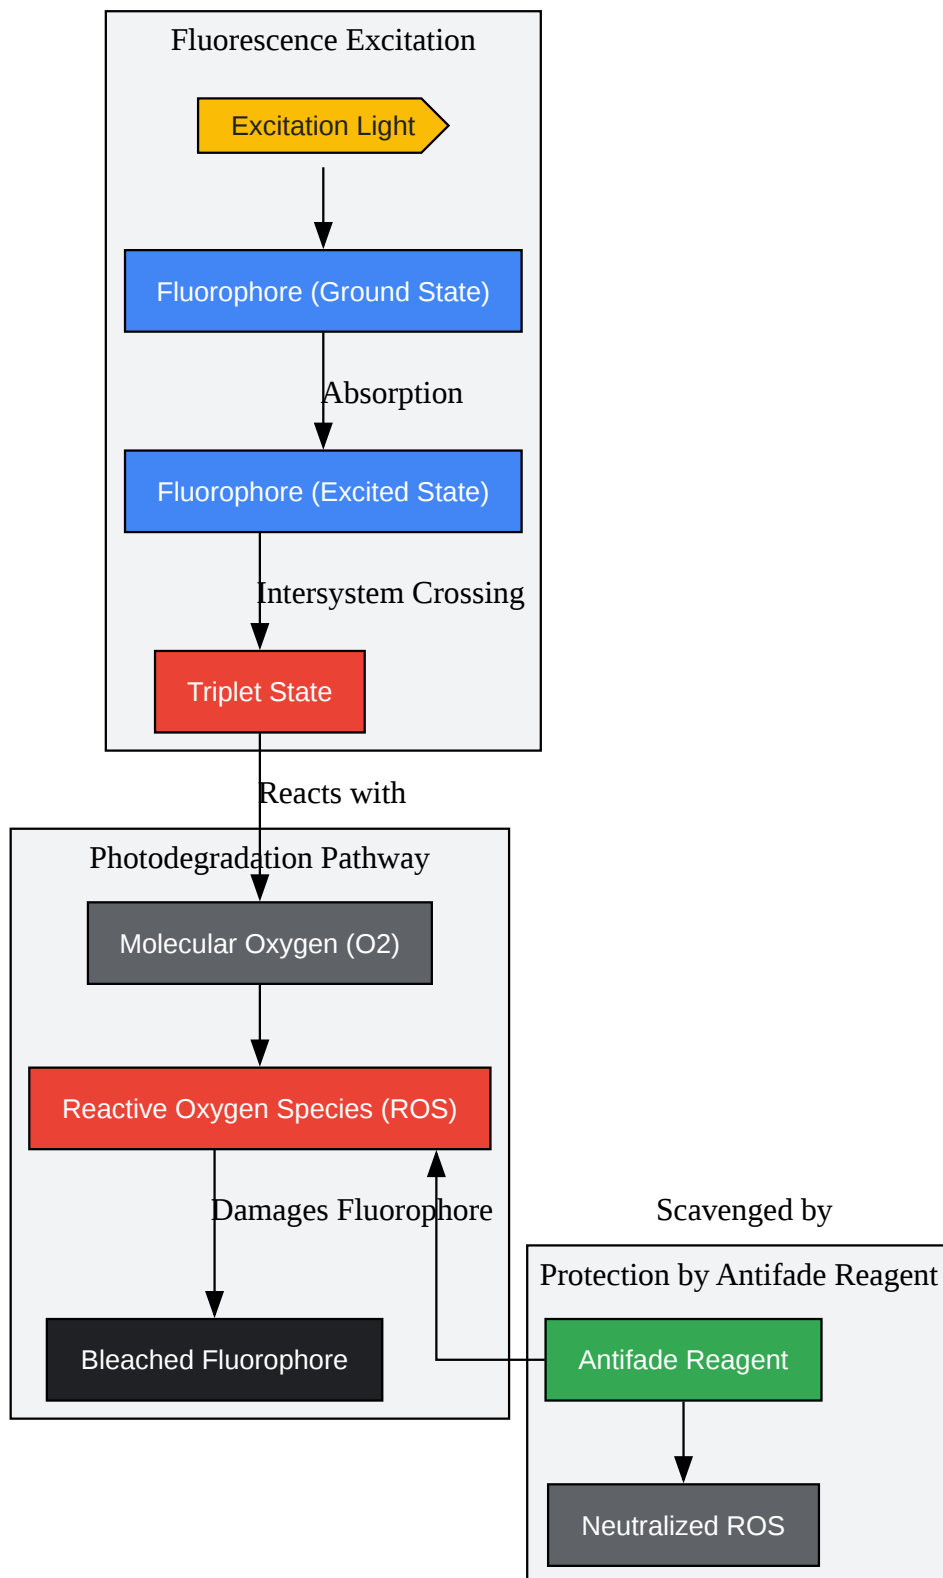 Fluorescence Excitation
Excitation Light
Fluorophore (Ground State)
Absorption
Fluorophore (Excited State)
Intersystem Crossing
Triplet State
Reacts with
Photodegradation Pathway
Molecular Oxygen (O2)
Reactive Oxygen Species (ROS)
Damages Fluorophore
Scavenged by
Protection by Antifade Reagent
Bleached Fluorophore
Antifade Reagent
Neutralized ROS